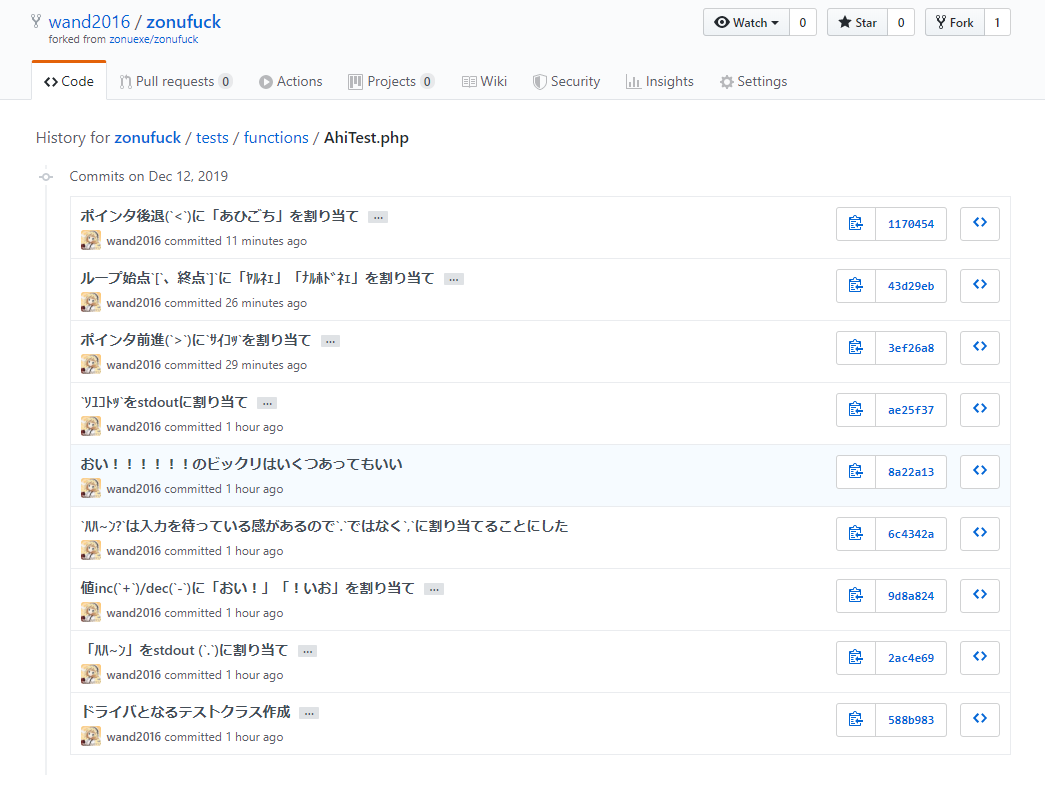 wand2016 / zonufuck
forked from zonuexe/zonufuck
Watch 0 Star 0 Fork 1
Code Pull requests 0 Actions Projects 0 Wiki Security Insights Settings
History for zonufuck / tests / functions / AhiTest.php
Commits on Dec 12, 2019
ポインタ後退(`<`)に「あひごち」を割り当て …
wand2016 committed 11 minutes ago
1170454
ループ始点`[`、終点`]`に「ﾔﾙﾈｪ」「ﾅﾙﾎﾄﾞﾈｪ」を割り当て …
wand2016 committed 26 minutes ago
43d29eb
ポインタ前進(`>`)に`ｻｲｺｯ`を割り当て …
wand2016 committed 29 minutes ago
3ef26a8
`ｿﾕｺﾄｯ`をstdoutに割り当て …
wand2016 committed 1 hour ago
ae25f37
おい！！！！！！のビックリはいくつあってもいい
wand2016 committed 1 hour ago
8a22a13
`ﾊﾊ~ﾝ?`は入力を待っている感があるので`.`ではなく`,`に割り当てることにした
wand2016 committed 1 hour ago
6c4342a
値inc(`+`)/dec(`-`)に「おい！」「！いお」を割り当て …
wand2016 committed 1 hour ago
9d8a824
「ﾊﾊ~ﾝ」をstdout (`.`)に割り当て …
wand2016 committed 1 hour ago
2ac4e69
ドライバとなるテストクラス作成 …
wand2016 committed 1 hour ago
588b983